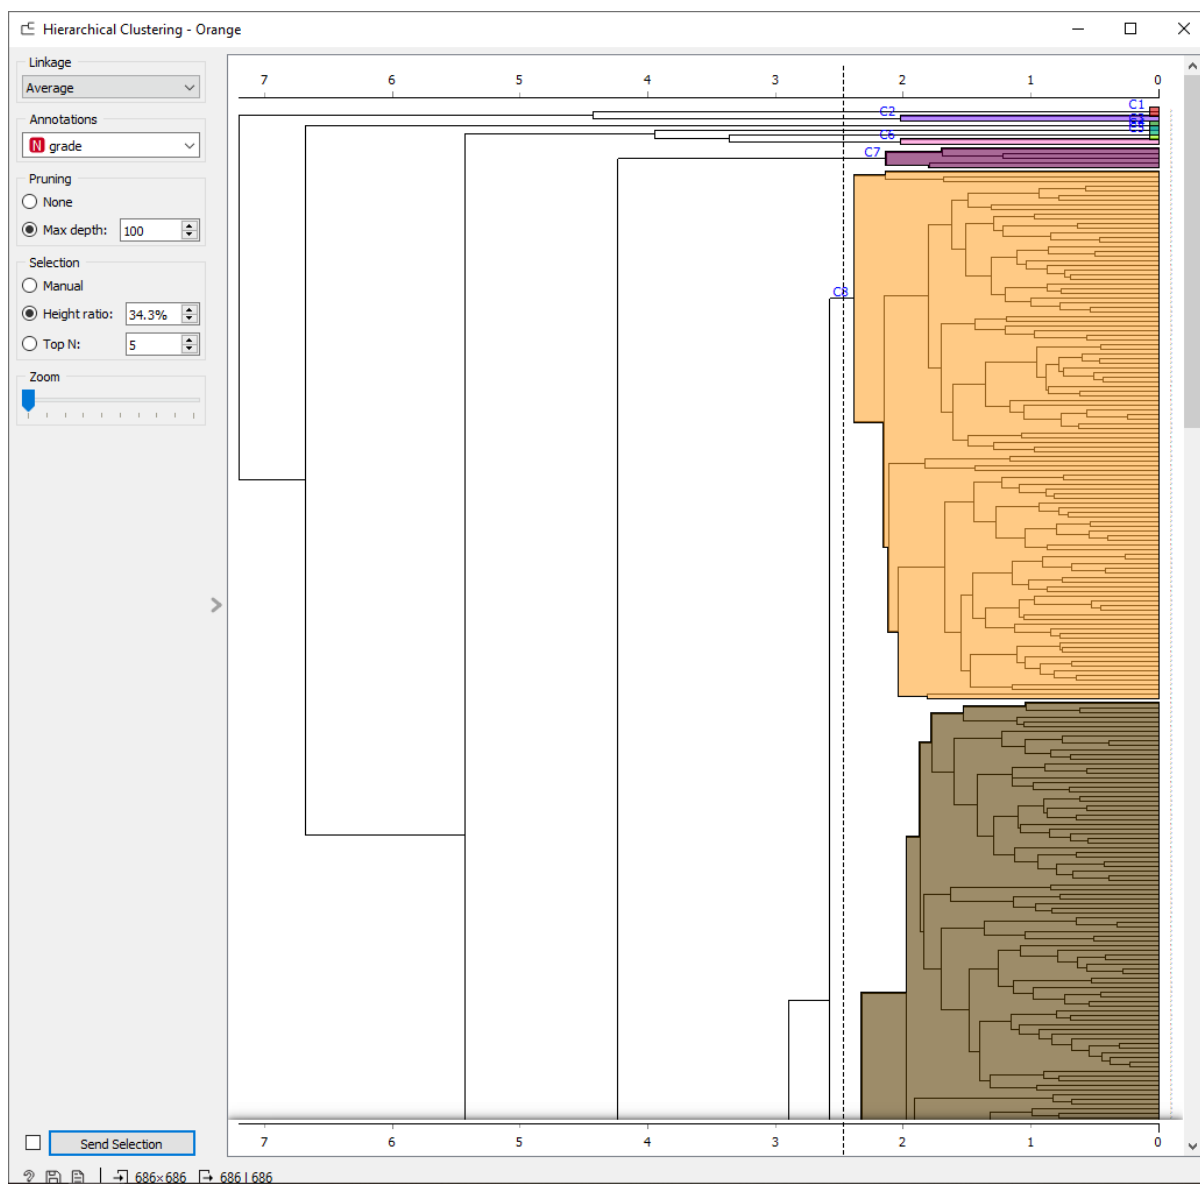 Hierarchical Clustering - Orange
Linkage
Average
Annotations
N grade
Pruning
None
Max depth: 100
Selection
Manual
Height ratio: 34.3%
Top N: 5
Zoom
Send Selection
686×686 686 | 686
7 6 5 4 3 2 1 0
C1
C2
C6
C7
C8
7 6 5 4 3 2 1 0